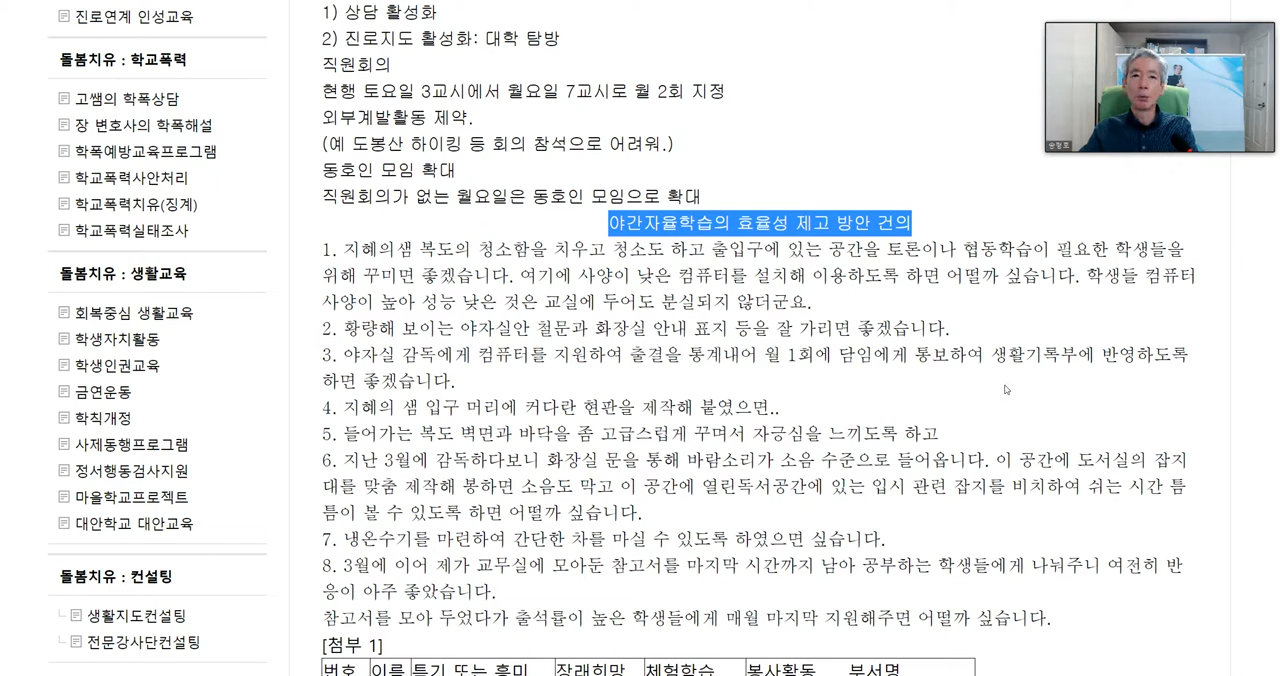 진로연계 인성교육
돌봄치유 : 학교폭력
고쌤의 학폭상담
장 변호사의 학폭해설
학폭예방교육프로그램
학교폭력사안처리
학교폭력치유(징계)
학교폭력실태조사
돌봄치유 : 생활교육
회복중심 생활교육
학생자치활동
학생인권교육
금연운동
학칙개정
사제동행프로그램
정서행동검사지원
마을학교프로젝트
대안학교 대안교육
돌봄치유 : 컨설팅
생활지도컨설팅
전문강사단컨설팅
1) 상담 활성화
2) 진로지도 활성화: 대학 탐방
직원회의
현행 토요일 3교시에서 월요일 7교시로 월 2회 지정
외부계발활동 제약.
(예 도봉산 하이킹 등 회의 참석으로 어려워.)
동호인 모임 확대
직원회의가 없는 월요일은 동호인 모임으로 확대
야간자율학습의 효율성 제고 방안 건의
1. 지혜의샘 복도의 청소함을 치우고 청소도 하고 출입구에 있는 공간을 토론이나 협동학습이 필요한 학생들을
위해 꾸미면 좋겠습니다. 여기에 사양이 낮은 컴퓨터를 설치해 이용하도록 하면 어떨까 싶습니다. 학생들 컴퓨터
사양이 높아 성능 낮은 것은 교실에 두어도 분실되지 않더군요.
2. 황량해 보이는 야자실안 철문과 화장실 안내 표지 등을 잘 가리면 좋겠습니다.
3. 야자실 감독에게 컴퓨터를 지원하여 출결을 통계내어 월 1회에 담임에게 통보하여 생활기록부에 반영하도록
하면 좋겠습니다.
4. 지혜의 샘 입구 머리에 커다란 현판을 제작해 붙였으면..
5. 들어가는 복도 벽면과 바닥을 좀 고급스럽게 꾸며서 자긍심을 느끼도록 하고
6. 지난 3월에 감독하다보니 화장실 문을 통해 바람소리가 소음 수준으로 들어옵니다. 이 공간에 도서실의 잡지
대를 맞춤 제작해 봉하면 소음도 막고 이 공간에 열린독서공간에 있는 입시 관련 잡지를 비치하여 쉬는 시간 틈
틈이 볼 수 있도록 하면 어떨까 싶습니다.
7. 냉온수기를 마련하여 간단한 차를 마실 수 있도록 하였으면 싶습니다.
8. 3월에 이어 제가 교무실에 모아둔 참고서를 마지막 시간까지 남아 공부하는 학생들에게 나눠주니 여전히 반
응이 아주 좋았습니다.
참고서를 모아 두었다가 출석률이 높은 학생들에게 매월 마지막 지원해주면 어떨까 싶습니다.
[첨부 1]
번호 이름 특기 또는 흥미 장래희망 체험학습 봉사활동 부서명
송형호